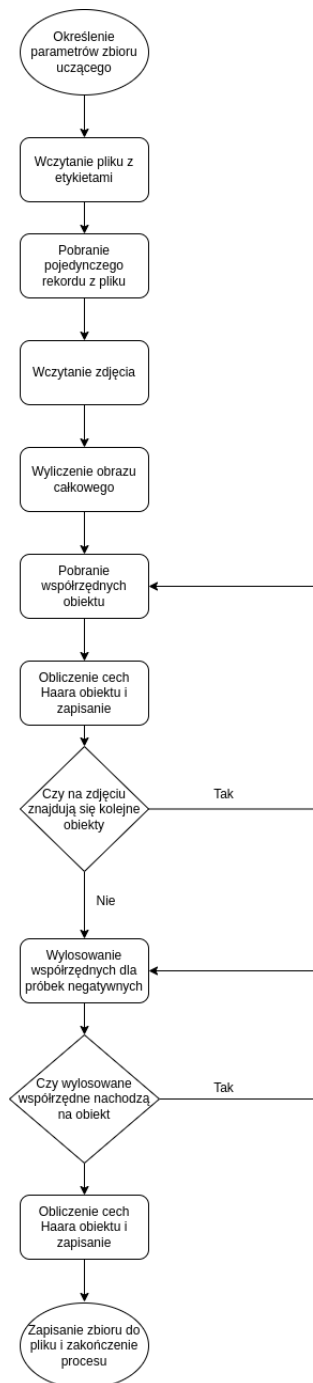 Określenie
parametrów zbioru
uczącego
Wczytanie pliku z
etykietami
Pobranie
pojedynczego
rekordu z pliku
Wczytanie zdjęcia
Wyliczenie obrazu
całkowego
Pobranie
współrzędnych
obiektu
Obliczenie cech
Haara obiektu i
zapisanie
Czy na zdjęciu
znajdują się kolejne
obiekty
Tak
Nie
Wylosowanie
współrzędnych dla
próbek negatywnych
Czy wylosowane
współrzędne nachodzą
na obiekt
Tak
Obliczenie cech
Haara obiektu i
zapisanie
Zapisanie zbioru do
pliku i zakończenie
procesu